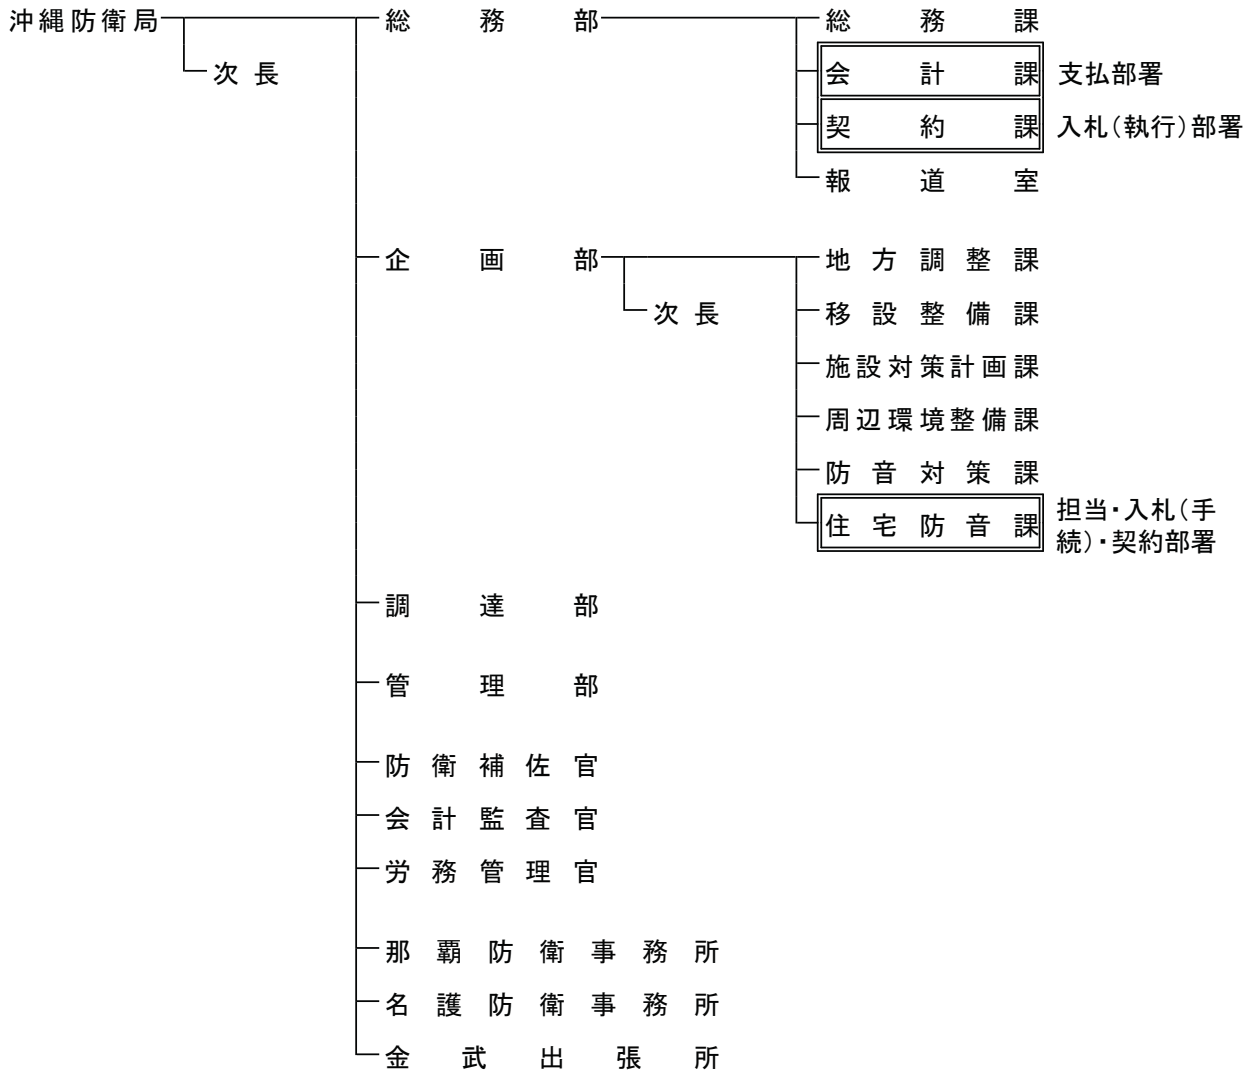 沖縄防衛局 総務部 総務課
次長 会計課 支払部署
契約課 入札（執行）部署
報道室
企画部 地方調整課
次長 移設整備課
施設対策計画課
周辺環境整備課
防音対策課
住宅防音課 担当・入札（手
続）・契約部署
調達部
管理部
防衛補佐官
会計監査官
労務管理官
那覇防衛事務所
名護防衛事務所
金武出張所